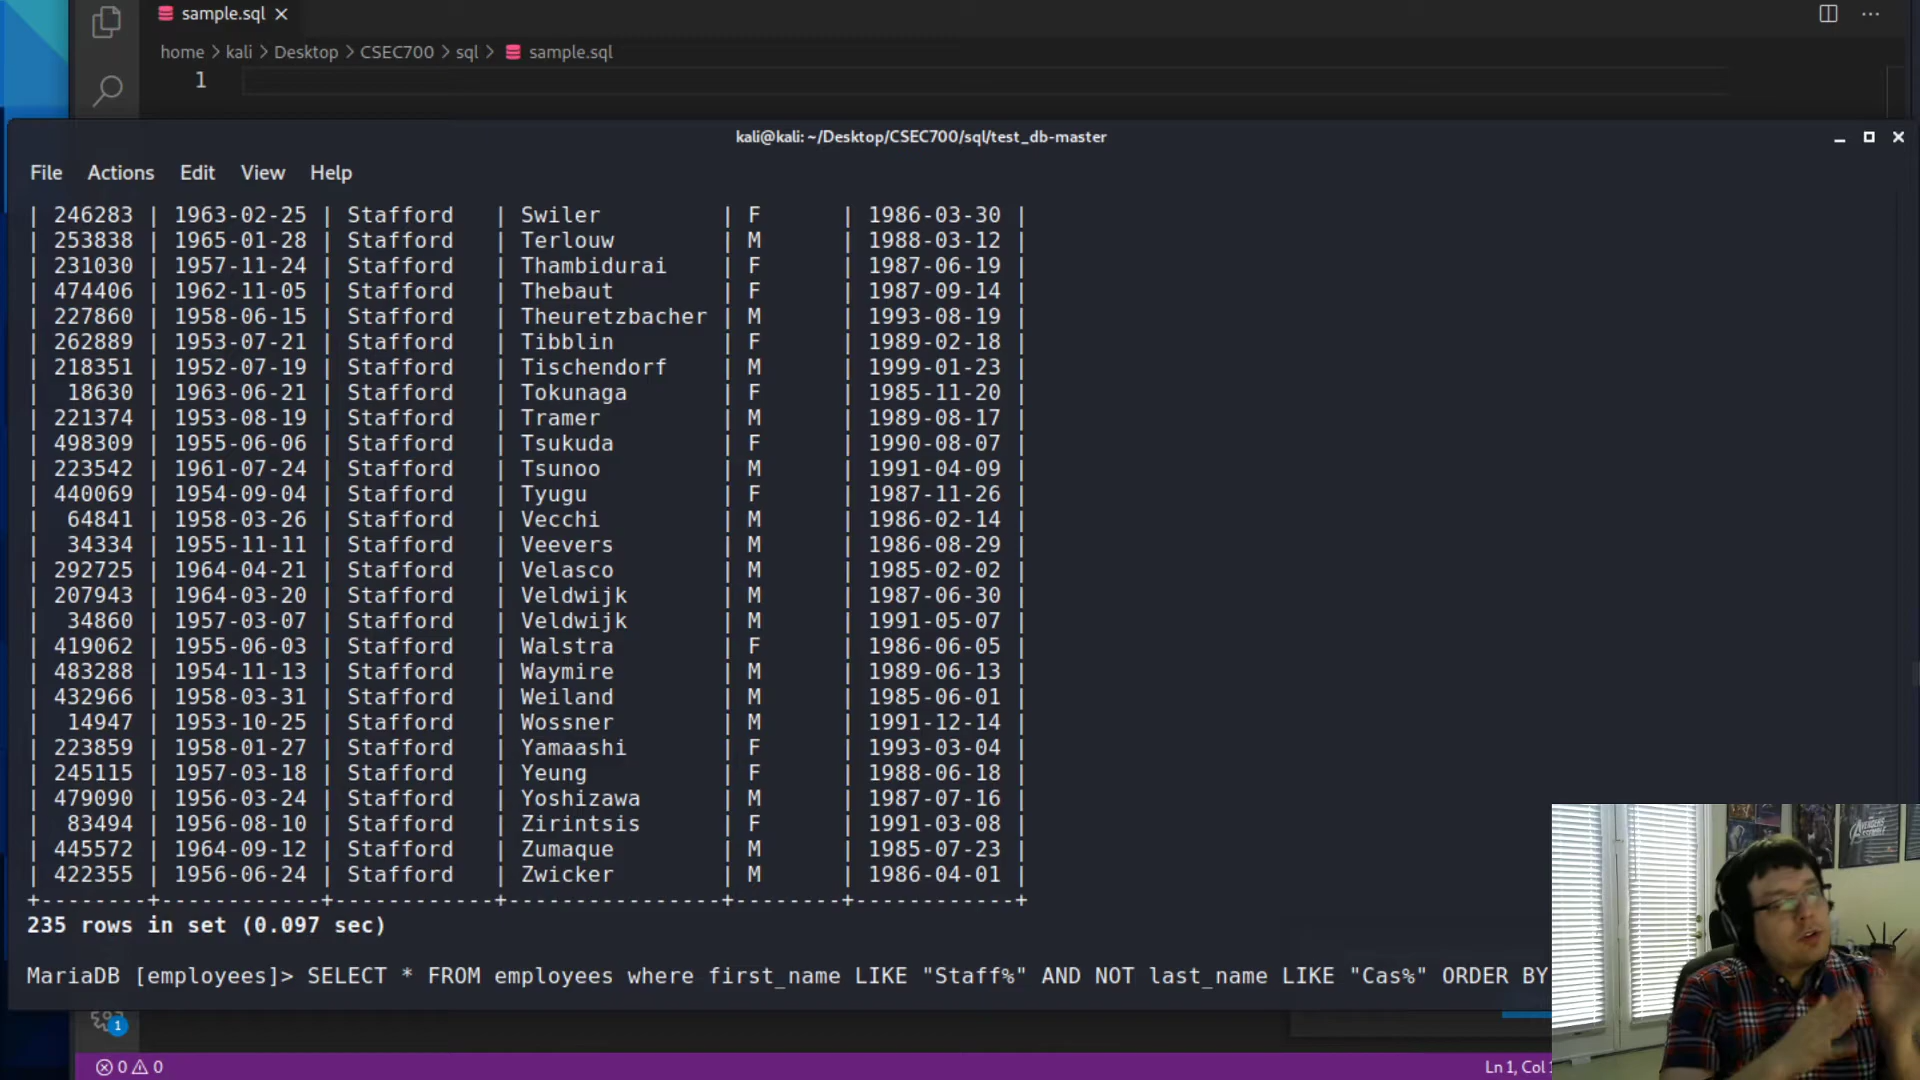 sample.sql
home > kali > Desktop > CSEC700 > sql > sample.sql
1
kali@kali: ~/Desktop/CSEC700/sql/test_db-master
File Actions Edit View Help
| 246283 | 1963-02-25 | Stafford | Swiler | F | 1986-03-30 |
| 253838 | 1965-01-28 | Stafford | Terlouw | M | 1988-03-12 |
| 231030 | 1957-11-24 | Stafford | Thambidurai | F | 1987-06-19 |
| 474406 | 1962-11-05 | Stafford | Thebaut | F | 1987-09-14 |
| 227860 | 1958-06-15 | Stafford | Theuretzbacher | M | 1993-08-19 |
| 262889 | 1953-07-21 | Stafford | Tibblin | F | 1989-02-18 |
| 218351 | 1952-07-19 | Stafford | Tischendorf | M | 1999-01-23 |
| 18630 | 1963-06-21 | Stafford | Tokunaga | F | 1985-11-20 |
| 221374 | 1953-08-19 | Stafford | Tramer | M | 1989-08-17 |
| 498309 | 1955-06-06 | Stafford | Tsukuda | F | 1990-08-07 |
| 223542 | 1961-07-24 | Stafford | Tsunoo | M | 1991-04-09 |
| 440069 | 1954-09-04 | Stafford | Tyugu | F | 1987-11-26 |
| 64841 | 1958-03-26 | Stafford | Vecchi | M | 1986-02-14 |
| 34334 | 1955-11-11 | Stafford | Veevers | M | 1986-08-29 |
| 292725 | 1964-04-21 | Stafford | Velasco | M | 1985-02-02 |
| 207943 | 1964-03-20 | Stafford | Veldwijk | M | 1987-06-30 |
| 34860 | 1957-03-07 | Stafford | Veldwijk | M | 1991-05-07 |
| 419062 | 1955-06-03 | Stafford | Walstra | F | 1986-06-05 |
| 483288 | 1954-11-13 | Stafford | Waymire | M | 1989-06-13 |
| 432966 | 1958-03-31 | Stafford | Weiland | M | 1985-06-01 |
| 14947 | 1953-10-25 | Stafford | Wossner | M | 1991-12-14 |
| 223859 | 1958-01-27 | Stafford | Yamaashi | F | 1993-03-04 |
| 245115 | 1957-03-18 | Stafford | Yeung | F | 1988-06-18 |
| 479090 | 1956-03-24 | Stafford | Yoshizawa | M | 1987-07-16 |
| 83494 | 1956-08-10 | Stafford | Zirintsis | F | 1991-03-08 |
| 445572 | 1964-09-12 | Stafford | Zumaque | M | 1985-07-23 |
| 422355 | 1956-06-24 | Stafford | Zwicker | M | 1986-04-01 |
+--------+------------+------------+----------------+--------+------------+
235 rows in set (0.097 sec)
MariaDB [employees]> SELECT * FROM employees where first_name LIKE "Staff%" AND NOT last_name LIKE "Cas%" ORDER BY
1
0 0
Ln 1, Col
AVENGERS